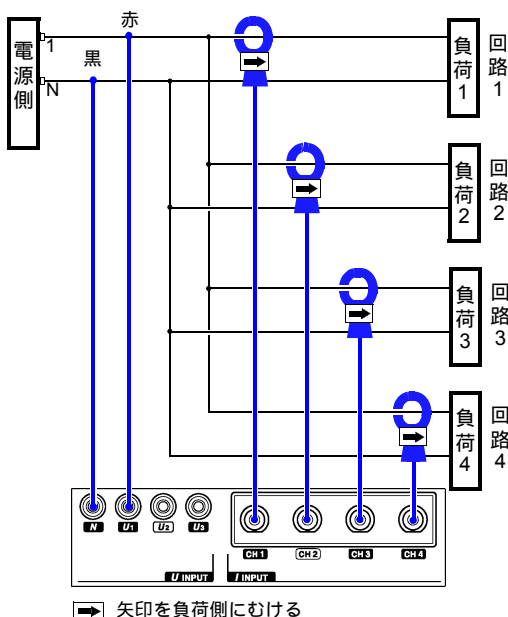 赤
黒
電源側
1
N
負荷1
回路1
負荷2
回路2
負荷3
回路3
負荷4
回路4
N U1 U2 U3
CH 1 CH 2 CH 3 CH 4
U INPUT I INPUT
矢印を負荷側にむける